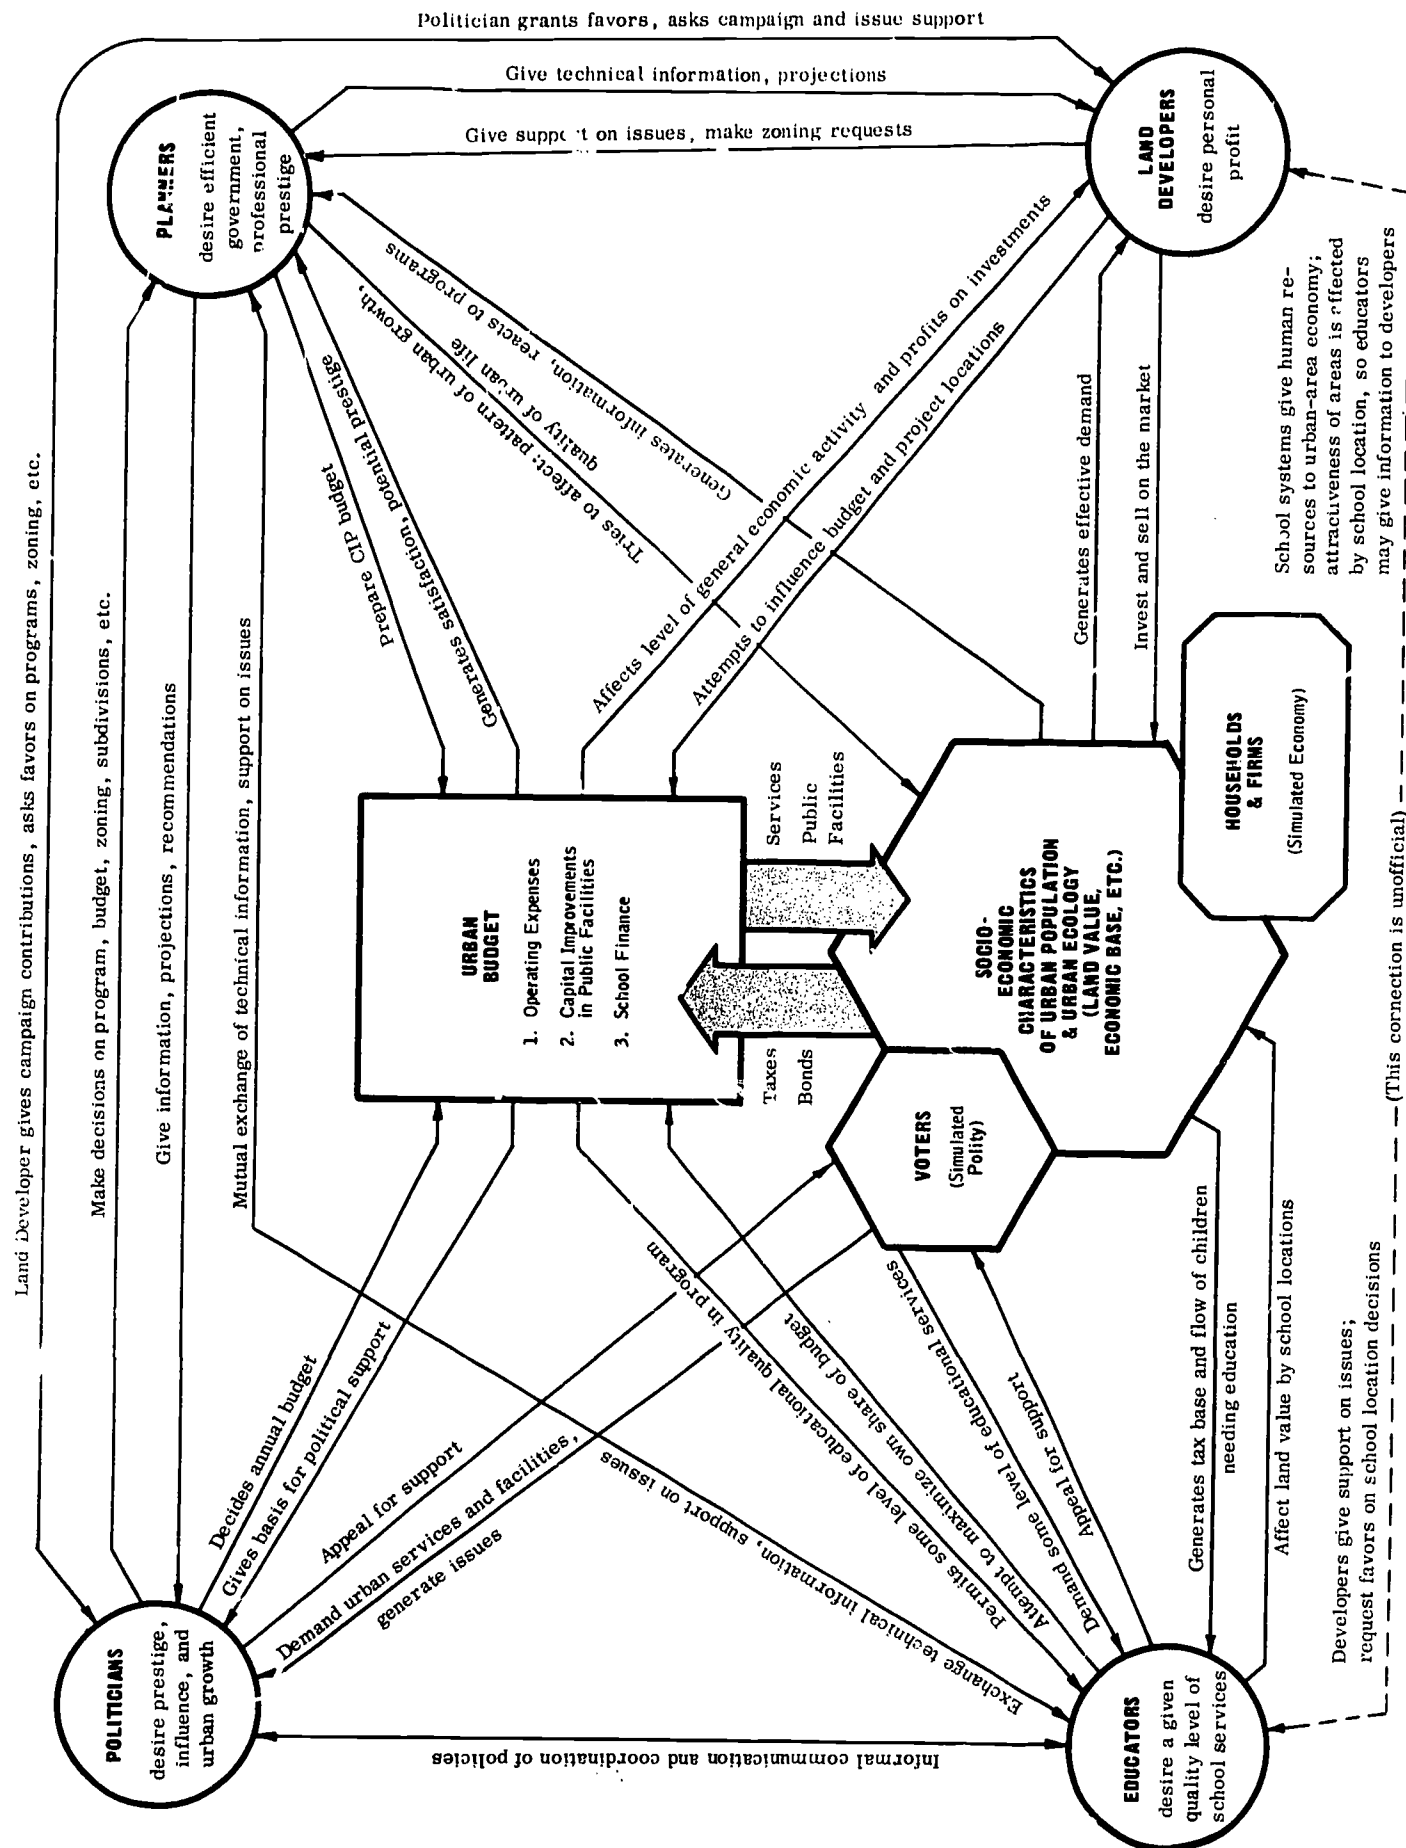 Land Developer gives campaign contributions, asks favors on programs, zoning, etc.
Politician grants favors, asks campaign and issue support
Make decisions on program, budget, zoning, subdivisions, etc.
Give information, projections, recommendations
Mutual exchange of technical information, support on issues
POLITICIANS
desire prestige,
influence, and
urban growth
PLANNERS
desire efficient
government,
professional
prestige
Give technical information, projections
Give support on issues, make zoning requests
Decides annual budget
Gives basis for political support
Appeal for support
Demand urban services and facilities,
generate issues
Prepare CIP budget
Generates satisfaction, potential prestige
Tries to affect: pattern of urban growth,
quality of urban life
Generates information, reacts to programs
URBAN
BUDGET
1. Operating Expenses
2. Capital Improvements
in Public Facilities
3. School Finance
Affects level of general economic activity and profits on investments
Attempts to influence budget and project locations
Taxes
Bonds
Services
Public
Facilities
Informal communication and coordination of policies
Exchange technical information, support on issues
Permits some level of educational quality in program
Attempt to maximize own share of budget
Demand some level of educational services
Appeal for support
VOTERS
(Simulated
Polity)
SOCIO-
ECONOMIC
CHARACTERISTICS
OF URBAN POPULATION
& URBAN ECOLOGY
(LAND VALUE,
ECONOMIC BASE, ETC.)
Generates effective demand
Invest and sell on the market
LAND
DEVELOPERS
desire personal
profit
EDUCATORS
desire a given
quality level of
school services
Generates tax base and flow of children
needing education
Affect land value by school locations
HOUSEHOLDS
& FIRMS
(Simulated Economy)
School systems give human re-
sources to urban-area economy;
attractiveness of areas is affected
by school location, so educators
may give information to developers
Developers give support on issues;
request favors on school location decisions
(This connection is unofficial)